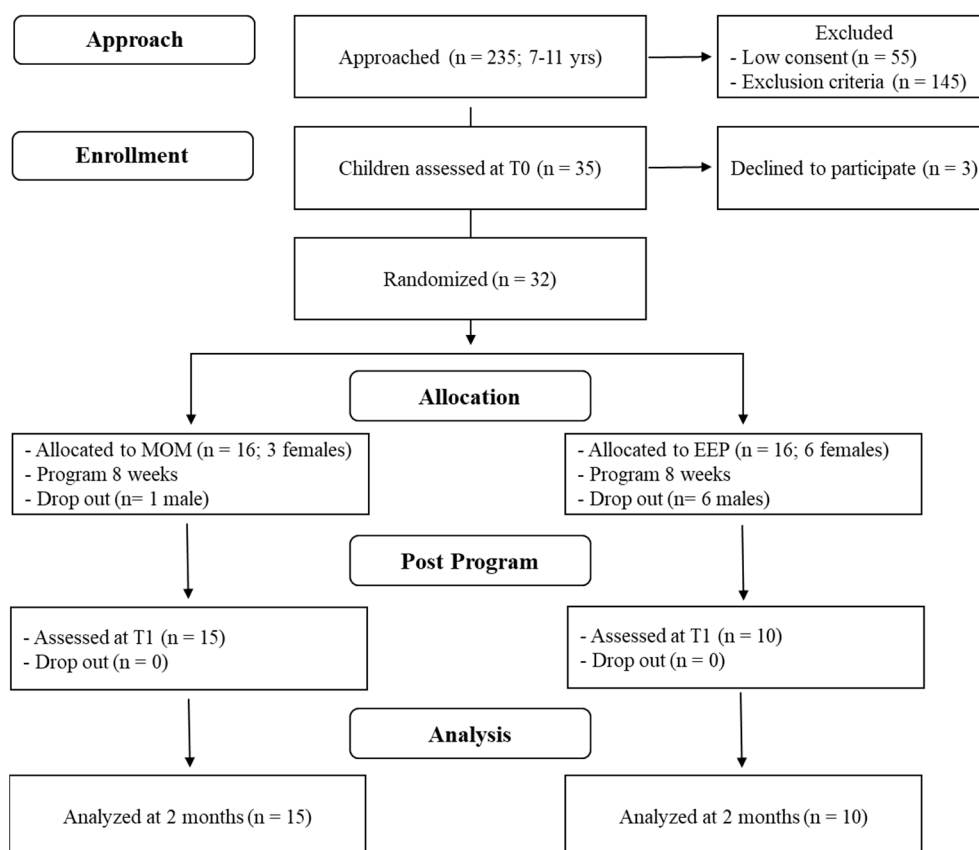 Approach
Approached (n = 235; 7-11 yrs)
Excluded
- Low consent (n = 55)
- Exclusion criteria (n = 145)
Enrollment
Children assessed at T0 (n = 35)
Declined to participate (n = 3)
Randomized (n = 32)
Allocation
- Allocated to MOM (n = 16; 3 females)
- Program 8 weeks
- Drop out (n= 1 male)
- Allocated to EEP (n = 16; 6 females)
- Program 8 weeks
- Drop out (n= 6 males)
Post Program
- Assessed at T1 (n = 15)
- Drop out (n = 0)
- Assessed at T1 (n = 10)
- Drop out (n = 0)
Analysis
Analyzed at 2 months (n = 15)
Analyzed at 2 months (n = 10)